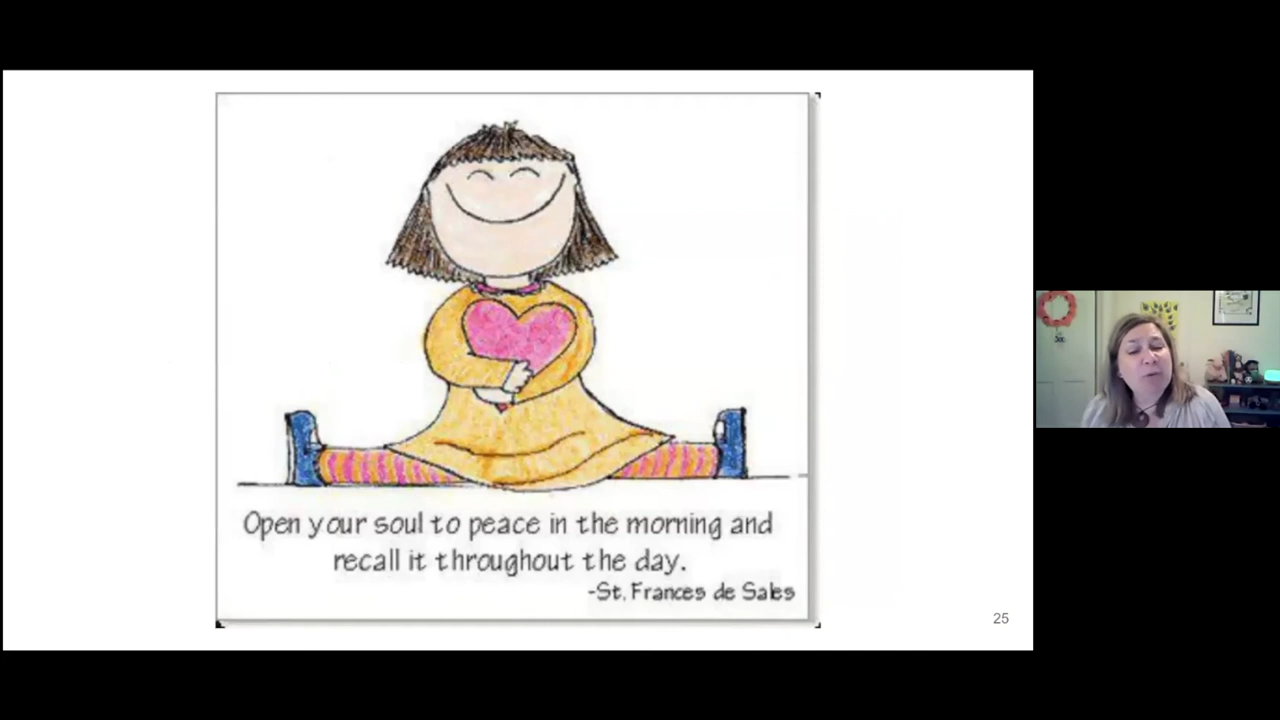 Open your soul to peace in the morning and
recall it throughout the day.
-St. Frances de Sales
25